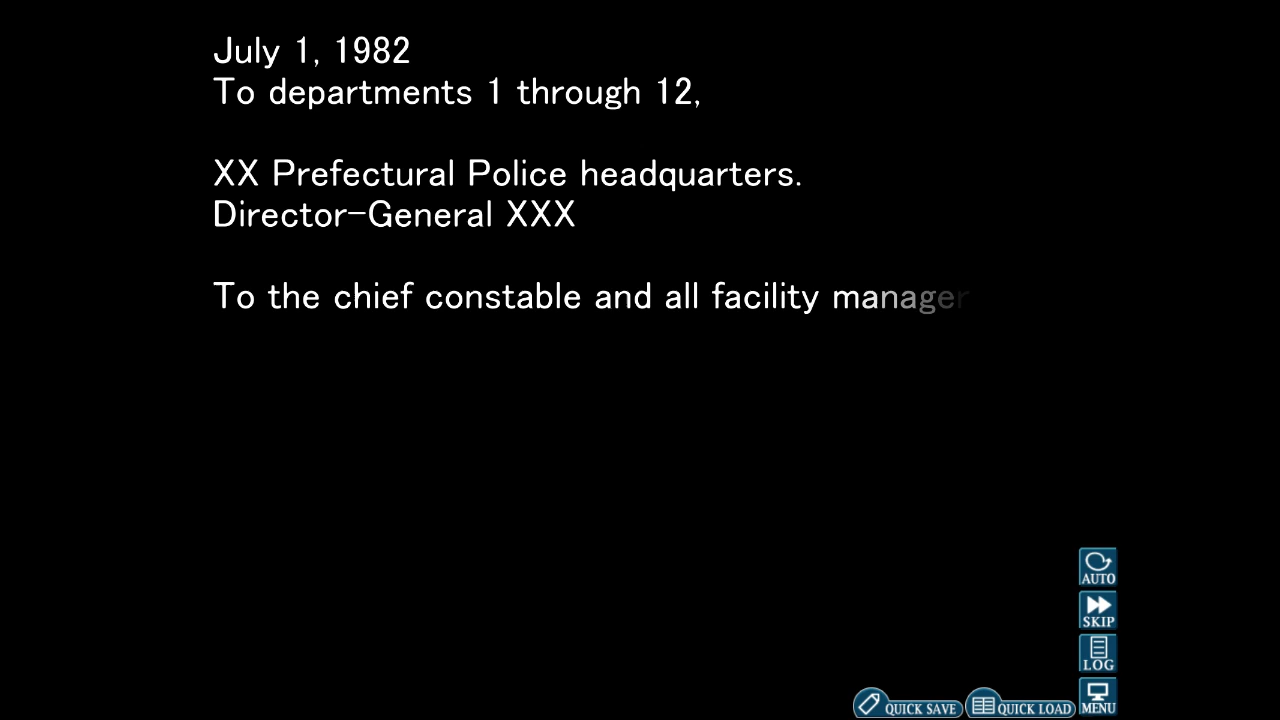 July 1, 1982
To departments 1 through 12,
XX Prefectural Police headquarters.
Director-General XXX
To the chief constable and all facility manager
AUTO
SKIP
LOG
QUICK SAVE
QUICK LOAD
MENU